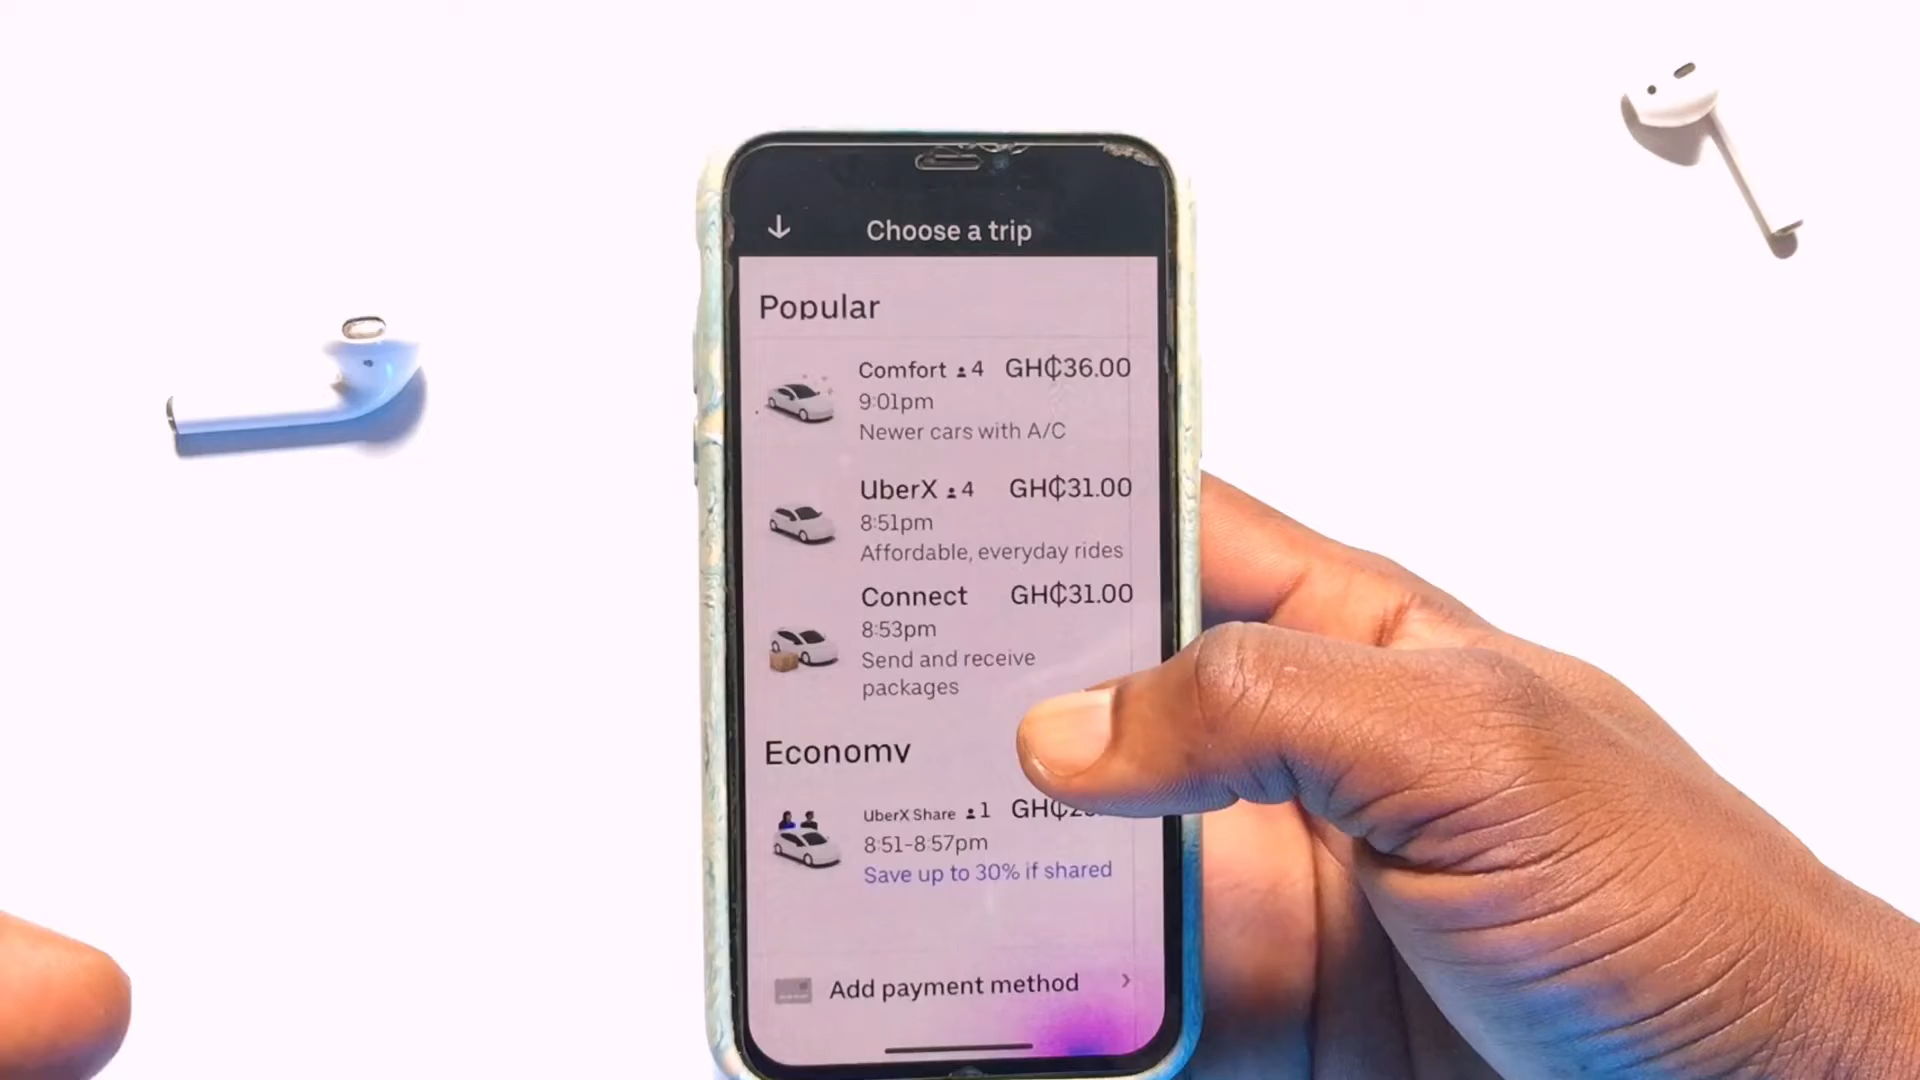 Choose a trip
Popular
Comfort 4 GH₵36.00
9:01pm
Newer cars with A/C
UberX 4 GH₵31.00
8:51pm
Affordable, everyday rides
Connect GH₵31.00
8:53pm
Send and receive
packages
Economy
UberX Share 1
8:51-8:57pm
Save up to 30% if shared
Add payment method